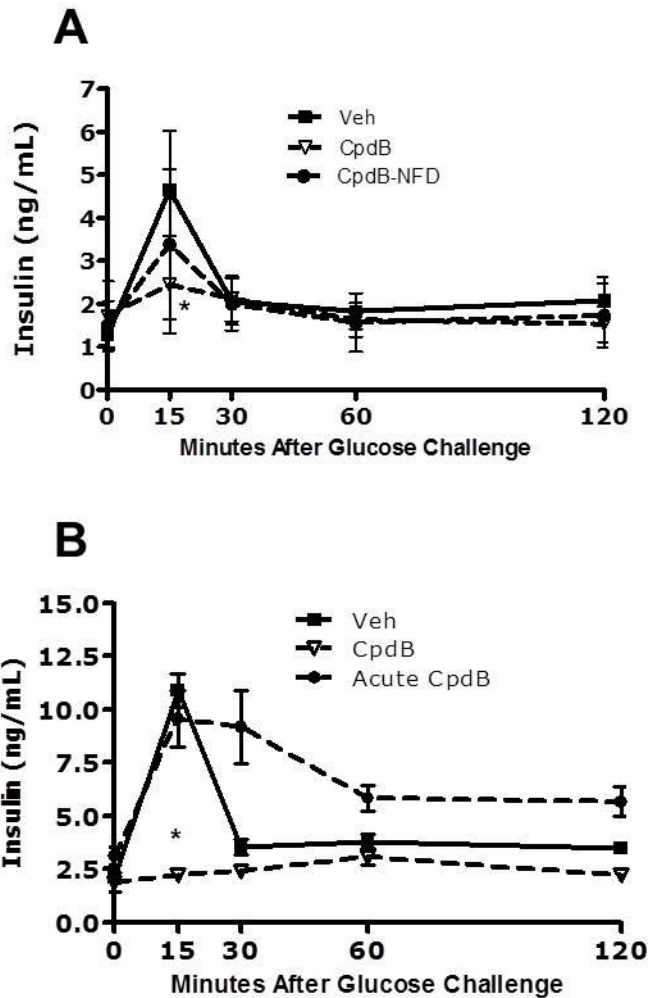 A
Insulin (ng/mL)
7
6
5
4
3
2
1
0
Veh
CpdB
CpdB-NFD
*
0 15 30 60 120
Minutes After Glucose Challenge
B
Insulin (ng/mL)
15.0
12.5
10.0
7.5
5.0
2.5
0.0
Veh
CpdB
Acute CpdB
*
0 15 30 60 120
Minutes After Glucose Challenge